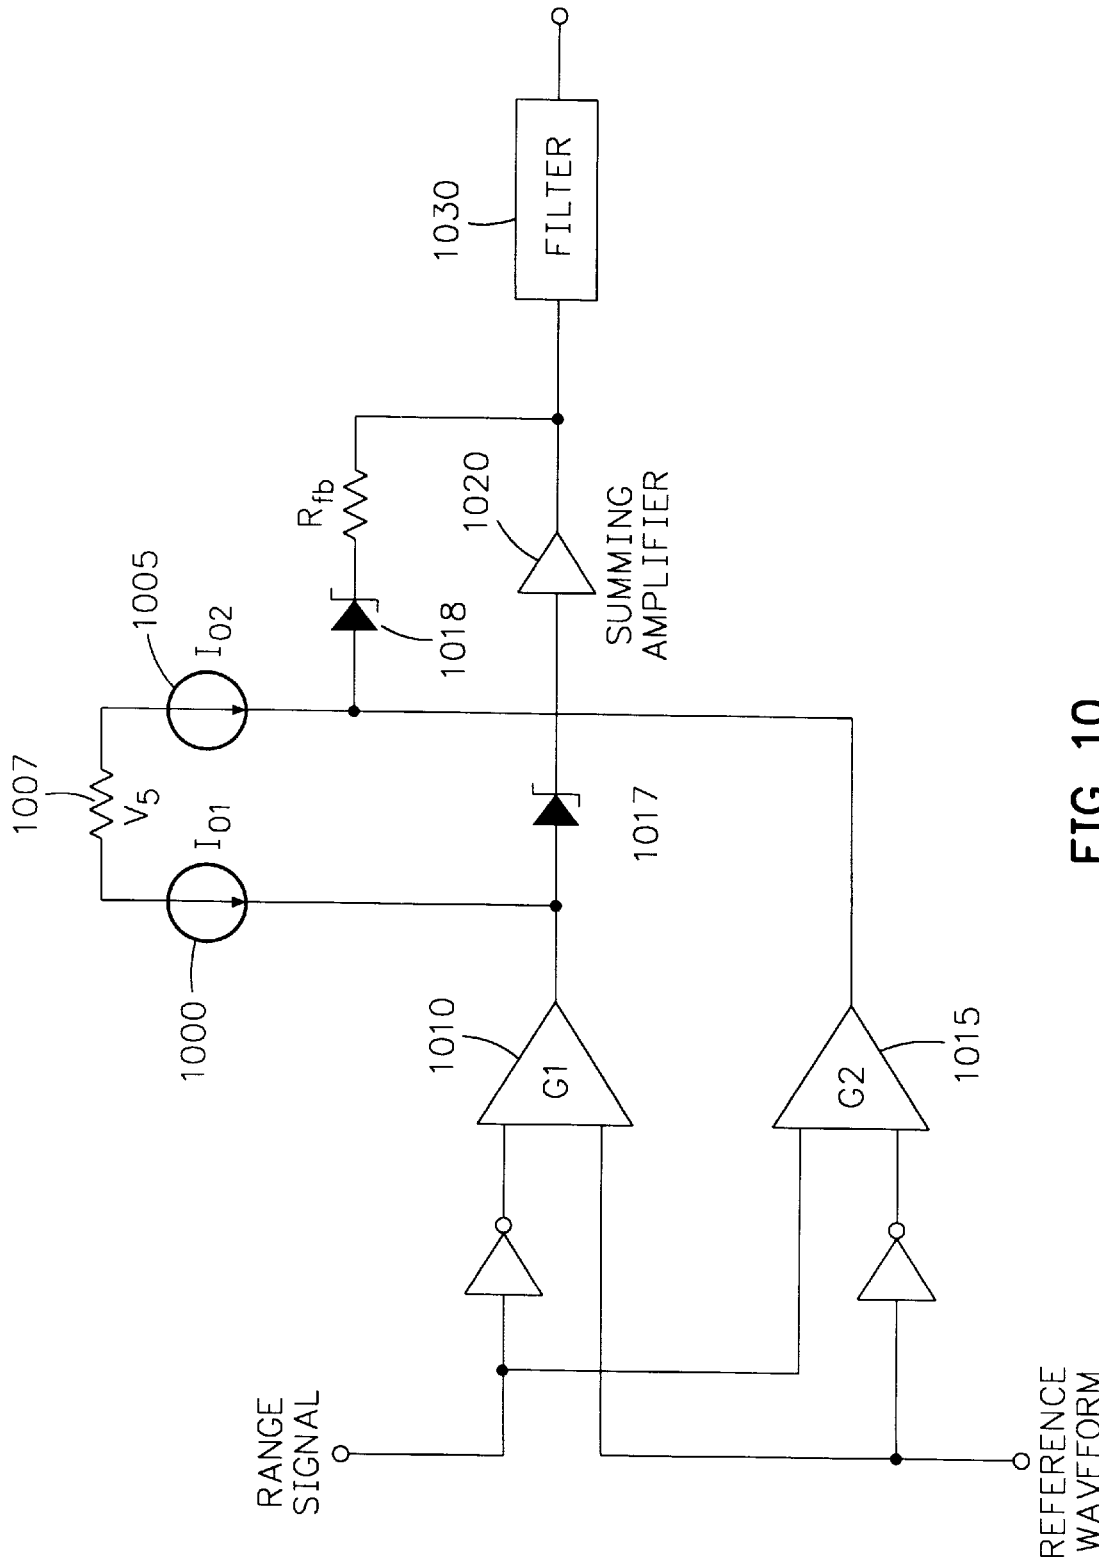 1007
V5
1000
I01
1005
I02
Rfb
1018
1017
1010
G1
1015
G2
1020
SUMMING
AMPLIFIER
1030
FILTER
RANGE
SIGNAL
REFERENCE
WAVEFORM
FIG 10